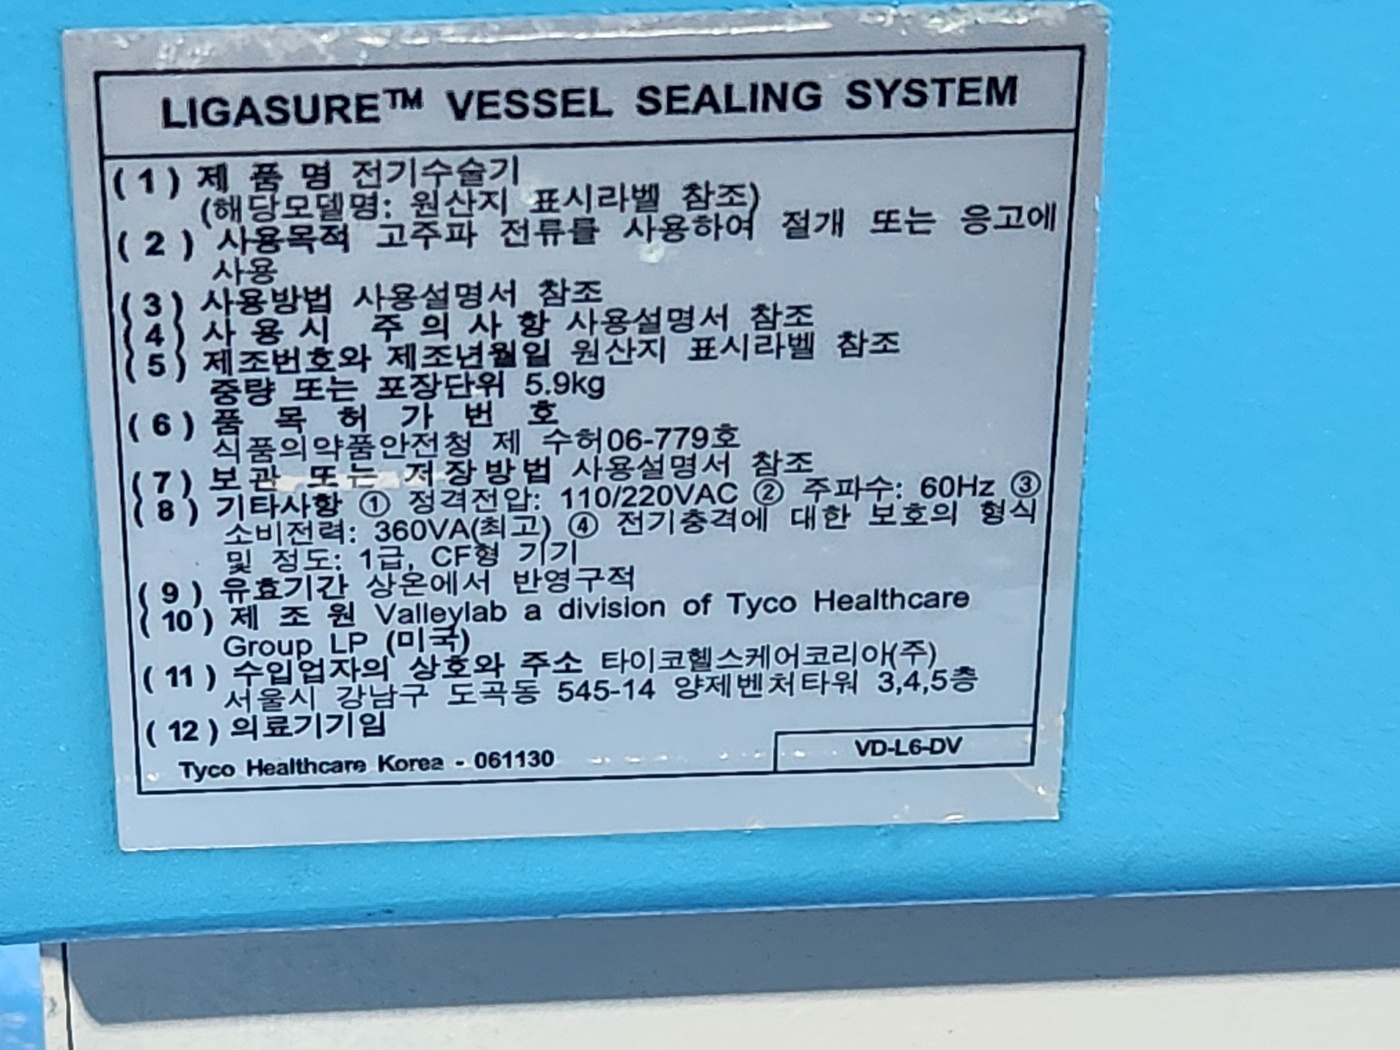 LIGASURE™ VESSEL SEALING SYSTEM
(1) 제 품 명 전기수술기
(해당모델명: 원산지 표시라벨 참조)
(2) 사용목적 고주파 전류를 사용하여 절개 또는 응고에
사용
(3) 사용방법 사용설명서 참조
(4) 사 용 시 주 의 사 항 사용설명서 참조
(5) 제조번호와 제조년월일 원산지 표시라벨 참조
중량 또는 포장단위 5.9kg
(6) 품 목 허 가 번 호
식품의약품안전청 제 수허06-779호
(7) 보관 또는 저장방법 사용설명서 참조
(8) 기타사항 ① 정격전압: 110/220VAC ② 주파수: 60Hz ③
소비전력: 360VA(최고) ④ 전기충격에 대한 보호의 형식
및 정도: 1급, CF형 기기
(9) 유효기간 상온에서 반영구적
(10) 제 조 원 Valleylab a division of Tyco Healthcare
Group LP (미국)
(11) 수입업자의 상호와 주소 타이코헬스케어코리아(주)
서울시 강남구 도곡동 545-14 양제벤처타워 3,4,5층
(12) 의료기기임
Tyco Healthcare Korea - 061130
VD-L6-DV